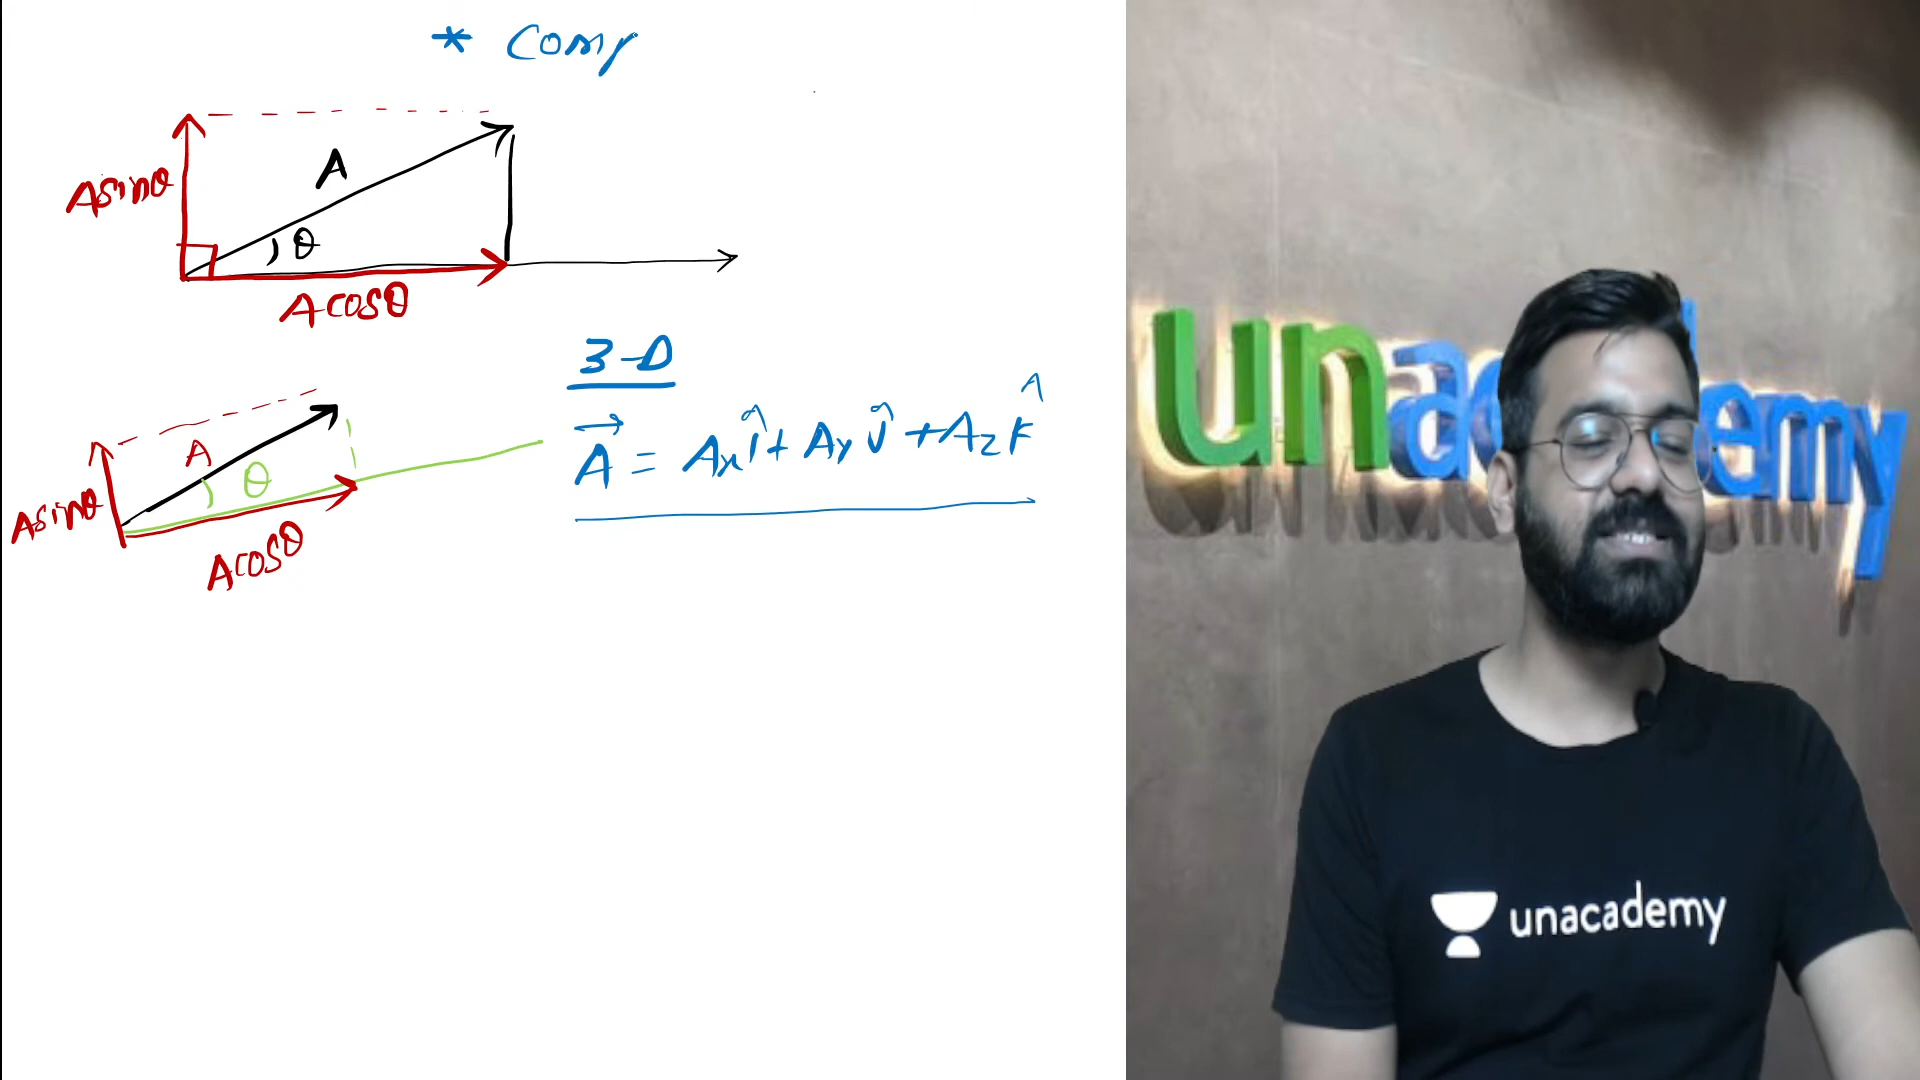 * Comp
A
Asinθ
θ
Acosθ
3-D
A⃗ = Axî + Ayĵ + Azk̂
A
θ
Asinθ
Acosθ
unacademy
unacademy